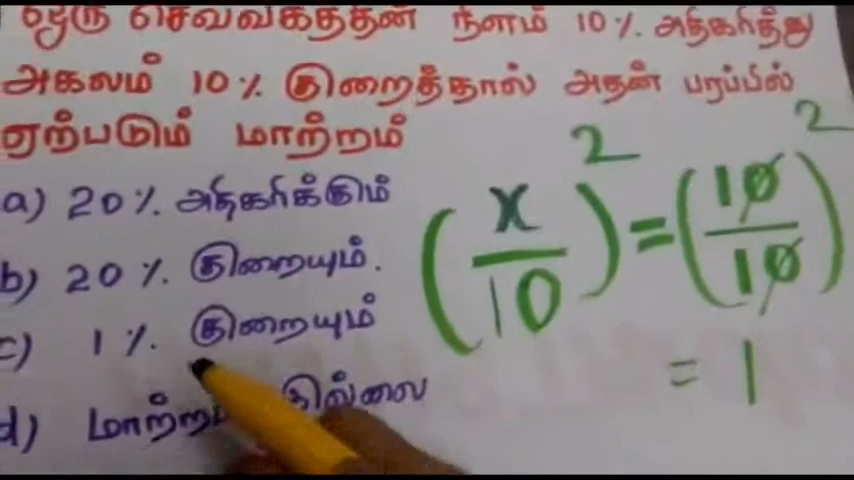 ஒரு செவ்வகத்தின் நீளம் 10%. அதிகரித்து
அகலம் 10% குறைத்தால் அதன் பரப்பில்
ஏற்படும் மாற்றம்
a) 20%. அதிகரிக்கும்
b) 20%. குறையும்.
c) 1%. குறையும்
d) மாற்றம் இல்லை
(x/10)² = (10/10)²
= 1